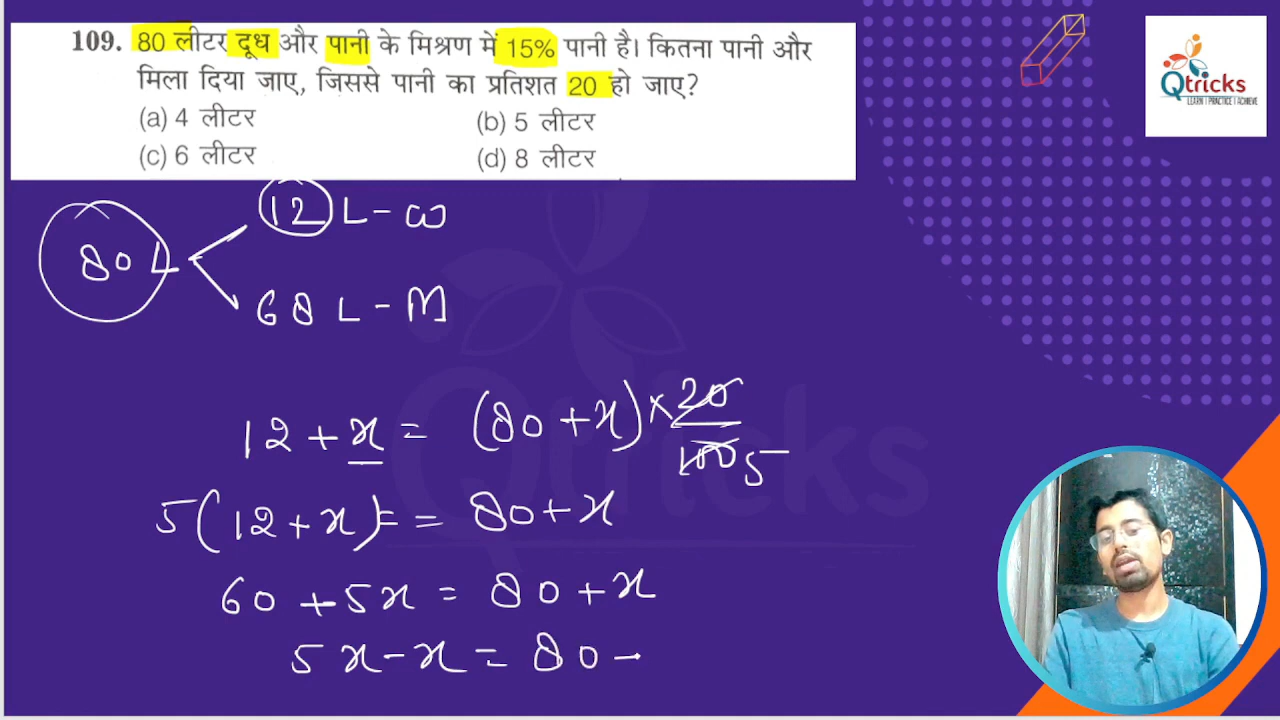 109. 80 लीटर दूध और पानी के मिश्रण में 15% पानी है। कितना पानी और
मिला दिया जाए, जिससे पानी का प्रतिशत 20 हो जाए?
(a) 4 लीटर (b) 5 लीटर
(c) 6 लीटर (d) 8 लीटर
Qtricks
LEARN | PRACTICE | ACHIEVE
12 L - W
80 L
68 L - M
12 + x = (80 + x) × 20/100 5
5(12 + x) = = 80 + x
60 + 5x = 80 + x
5x - x = 80 -
Qtricks